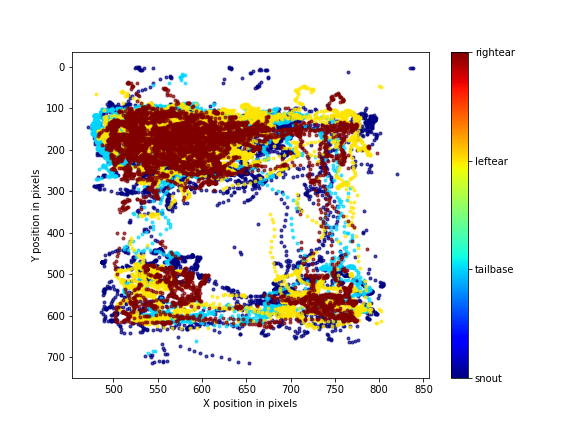 0
100
200
300
400
500
600
700
Y position in pixels
500
550
600
650
700
750
800
850
X position in pixels
rightear
leftear
tailbase
snout